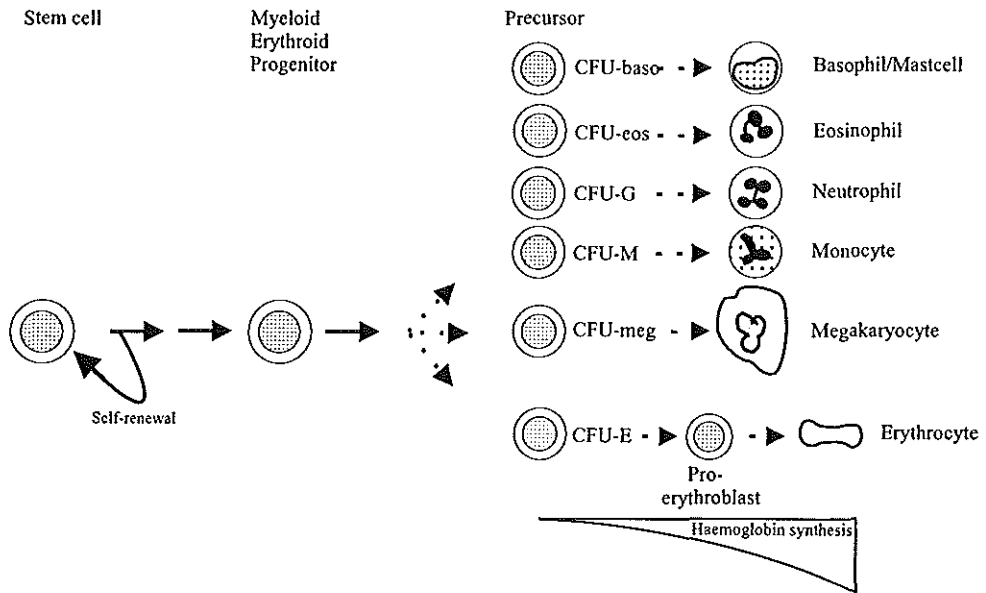 Stem cell
Myeloid
Erythroid
Progenitor
Precursor
CFU-baso
Basophil/Mastcell
CFU-eos
Eosinophil
CFU-G
Neutrophil
CFU-M
Monocyte
CFU-meg
Megakaryocyte
Self-renewal
CFU-E
Erythrocyte
Pro-
erythroblast
Haemoglobin synthesis